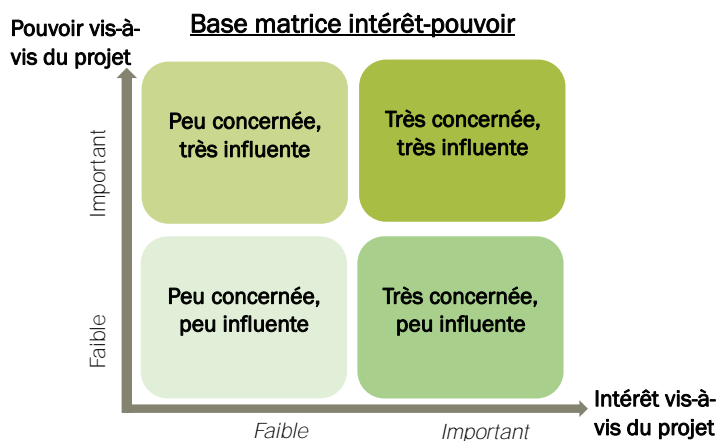 Base matrice intérêt-pouvoir
Pouvoir vis-à-
vis du projet
Important
Peu concernée,
très influente
Très concernée,
très influente
Faible
Peu concernée,
peu influente
Très concernée,
peu influente
Intérêt vis-à-
vis du projet
Faible
Important